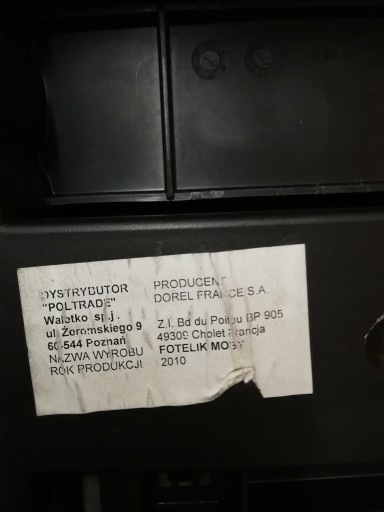 DYSTRYBUTOR PRODUCENT
"POLTRADE" DOREL FRANCE S.A.
sp.j.
ul. Żeromskiego 9 Z.I. Bd du Poitou BP 905
60-544 Poznań 49309 Cholet Francja
NAZWA WYROBU FOTELIK MOBY
ROK PRODUKCJI 2010